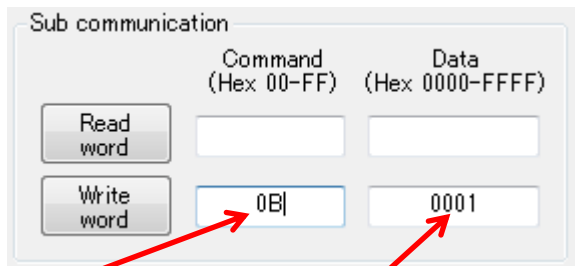 Sub communication
Command Data
(Hex 00-FF) (Hex 0000-FFFF)
Read
word
Write
word
0B 0001